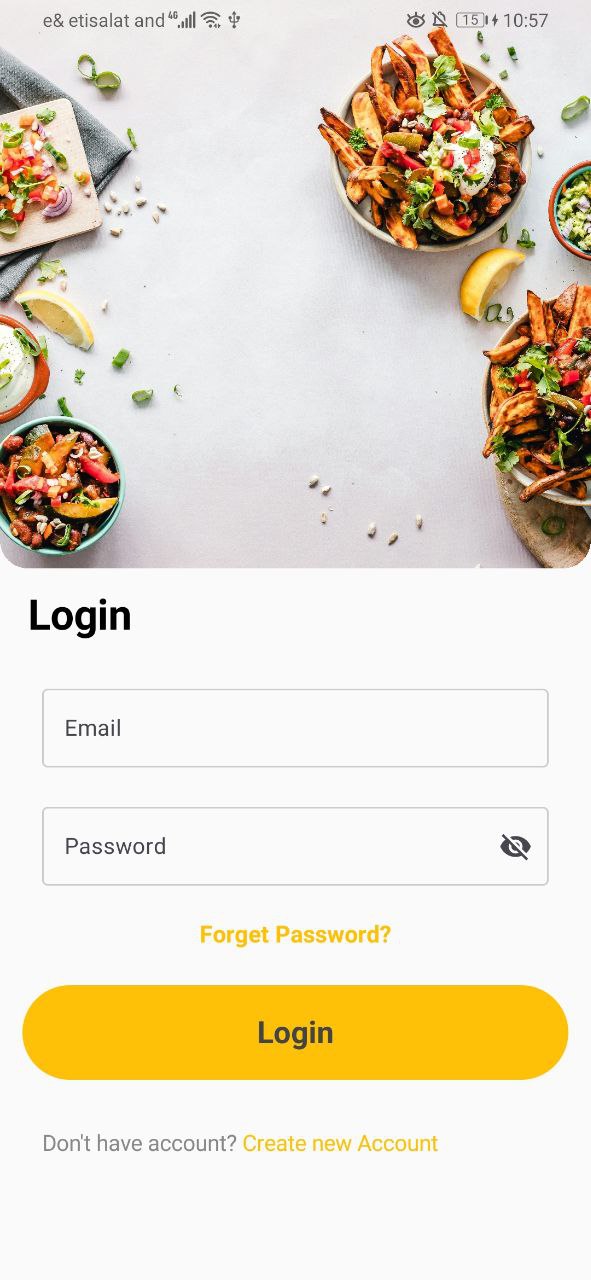 e& etisalat and 4G 15 10:57
Login
Email
Password
Forget Password?
Login
Don't have account? Create new Account